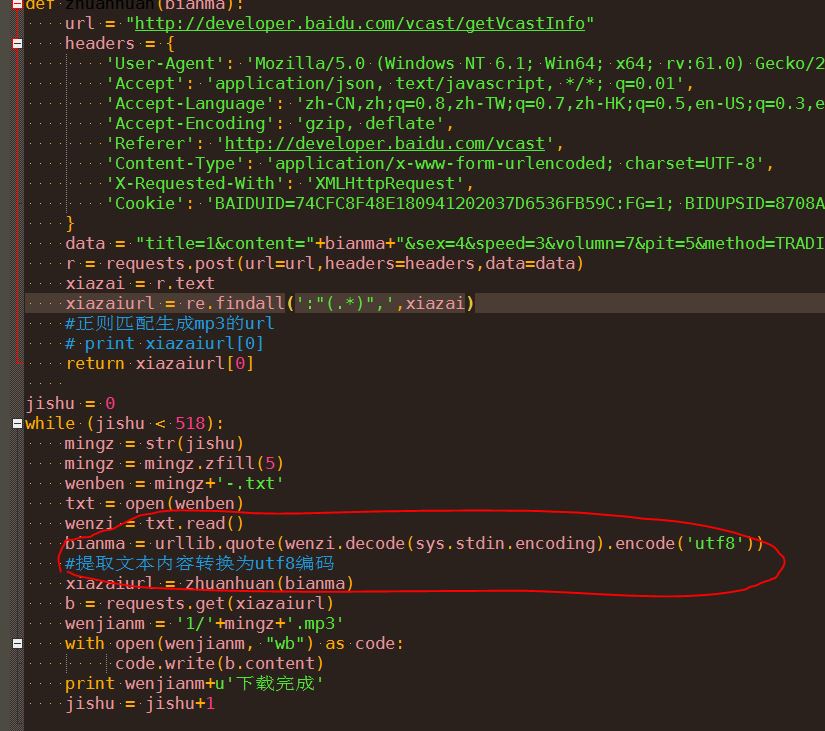 def zhuanhuan(bianma):
url = "http://developer.baidu.com/vcast/getVcastInfo"
headers = {
'User-Agent': 'Mozilla/5.0 (Windows NT 6.1; Win64; x64; rv:61.0) Gecko/2
'Accept': 'application/json, text/javascript, */*; q=0.01',
'Accept-Language': 'zh-CN,zh;q=0.8,zh-TW;q=0.7,zh-HK;q=0.5,en-US;q=0.3,e
'Accept-Encoding': 'gzip, deflate',
'Referer': 'http://developer.baidu.com/vcast',
'Content-Type': 'application/x-www-form-urlencoded; charset=UTF-8',
'X-Requested-With': 'XMLHttpRequest',
'Cookie': 'BAIDUID=74CFC8F48E180941202037D6536FB59C:FG=1; BIDUPSID=8708A
}
data = "title=1&content="+bianma+"&sex=4&speed=3&volumn=7&pit=5&method=TRADI
r = requests.post(url=url,headers=headers,data=data)
xiazai = r.text
xiazaiurl = re.findall(':"(.*)",',xiazai)
#正则匹配生成mp3的url
# print xiazaiurl[0]
return xiazaiurl[0]
jishu = 0
while (jishu < 518):
mingz = str(jishu)
mingz = mingz.zfill(5)
wenben = mingz+'-.txt'
txt = open(wenben)
wenzi = txt.read()
bianma = urllib.quote(wenzi.decode(sys.stdin.encoding).encode('utf8'))
#提取文本内容转换为utf8编码
xiazaiurl = zhuanhuan(bianma)
b = requests.get(xiazaiurl)
wenjianm = '1/'+mingz+'.mp3'
with open(wenjianm, "wb") as code:
code.write(b.content)
print wenjianm+u'下载完成'
jishu = jishu+1